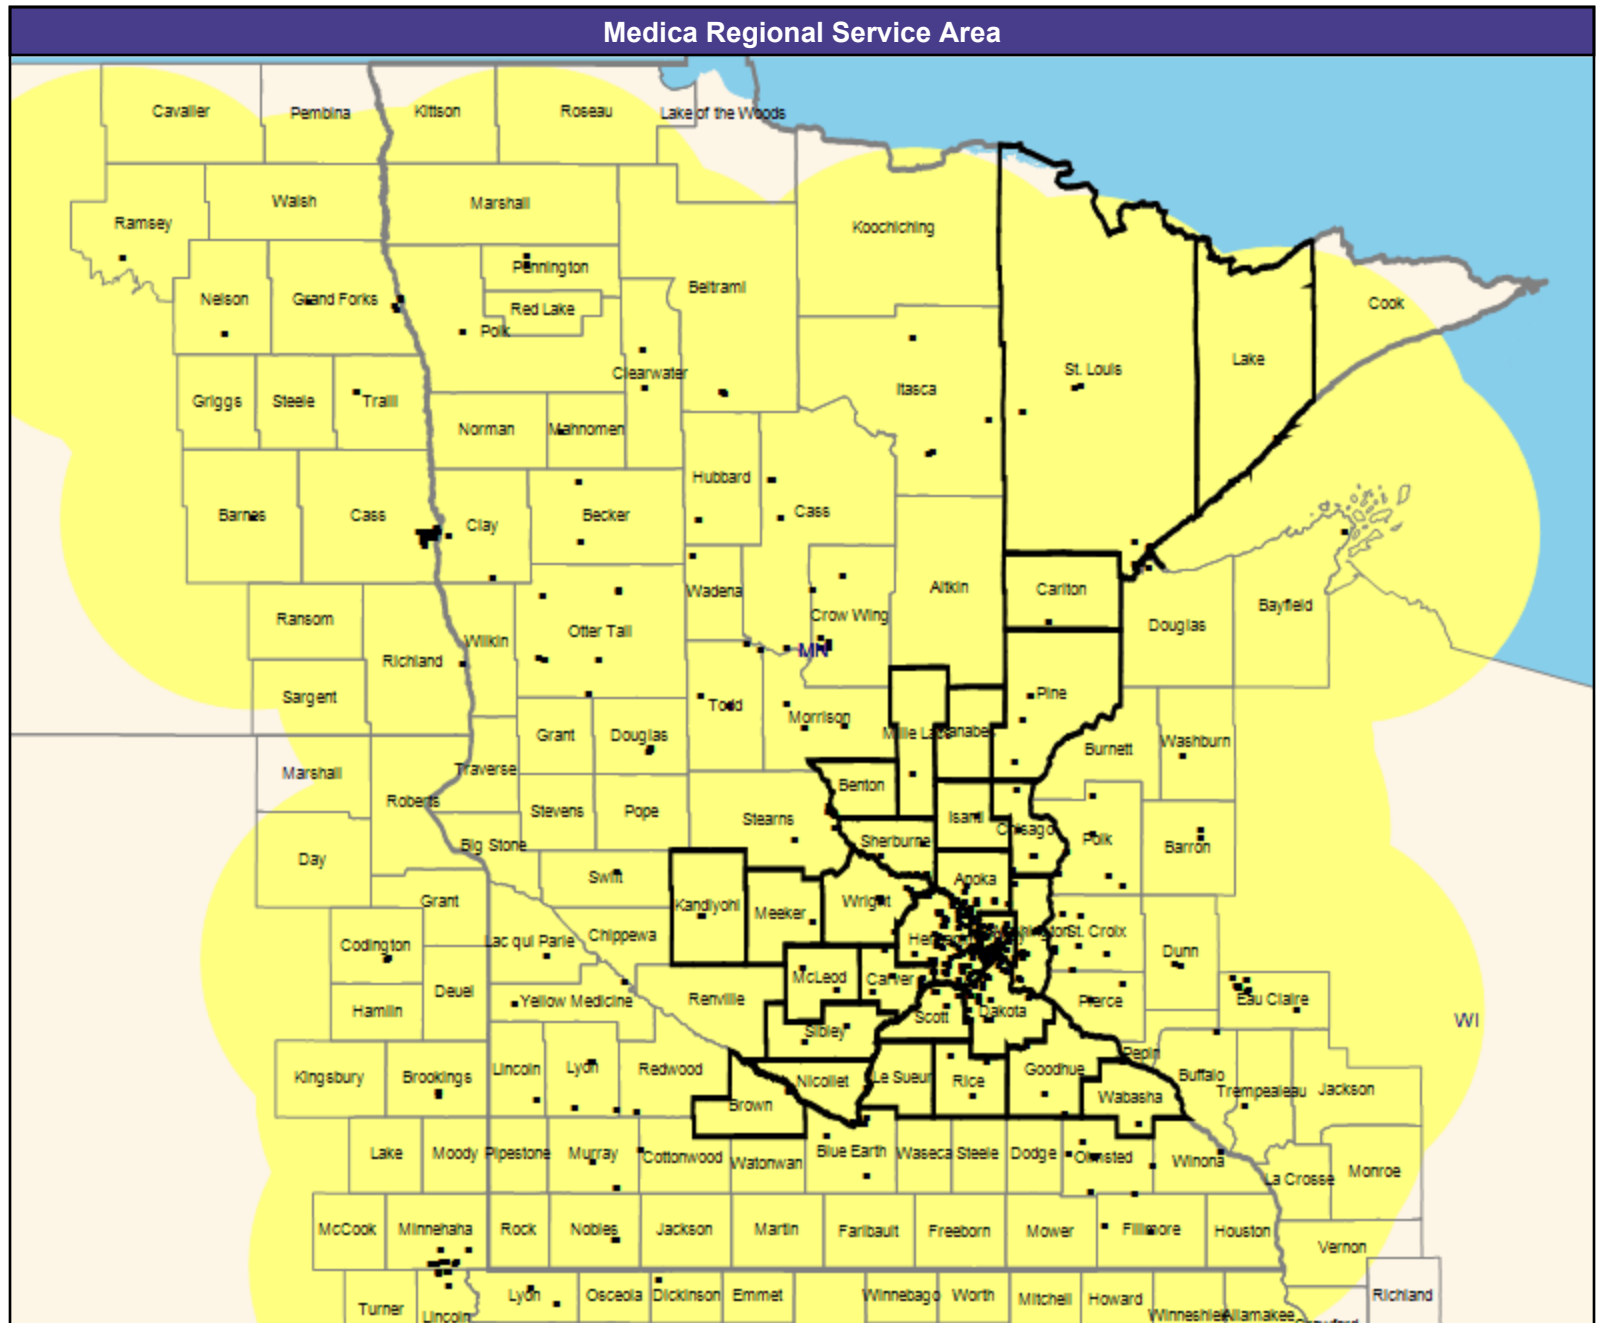 Medica Regional Service Area
Cavalier
Pembina
Kittson
Roseau
Lake of the Woods
Ramsey
Walsh
Marshall
Koochiching
Pennington
Beltrami
Nelson
Grand Forks
Red Lake
Polk
Cook
Clearwater
Itasca
St. Louis
Lake
Griggs
Steele
Traill
Norman
Mahnomen
Hubbard
Barnes
Cass
Clay
Becker
Cass
Wadena
Aitkin
Carlton
Crow Wing
Bayfield
Ransom
Wilkin
Otter Tail
Douglas
MN
Richland
Sargent
Todd
Morrison
Pine
Grant
Douglas
Mille Lacs
Kanabec
Burnett
Washburn
Marshall
Traverse
Roberts
Benton
Stevens
Pope
Stearns
Isanti
Chisago
Polk
Barron
Day
Big Stone
Sherburne
Swift
Anoka
Grant
Kandiyohi
Meeker
Wright
Codington
Lac qui Parle
Chippewa
St. Croix
Dunn
Deuel
McLeod
Carver
Hamlin
Yellow Medicine
Renville
Scott
Dakota
Pierce
Eau Claire
WI
Sibley
Pepin
Kingsbury
Brookings
Lincoln
Lyon
Redwood
Nicollet
Le Sueur
Rice
Goodhue
Buffalo
Trempealeau
Jackson
Brown
Wabasha
Lake
Moody
Pipestone
Murray
Cottonwood
Watonwan
Blue Earth
Waseca
Steele
Dodge
Olmsted
Winona
La Crosse
Monroe
McCook
Minnehaha
Rock
Nobles
Jackson
Martin
Faribault
Freeborn
Mower
Fillmore
Houston
Vernon
Turner
Lincoln
Lyon
Osceola
Dickinson
Emmet
Winnebago
Worth
Mitchell
Howard
Winneshiek
Allamakee
Richland